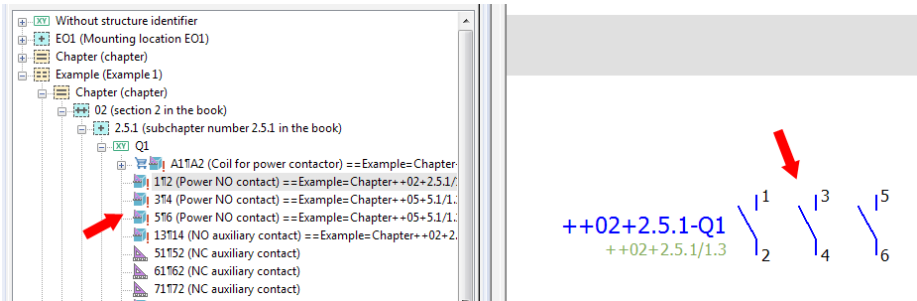 XY Without structure identifier
EO1 (Mounting location EO1)
Chapter (chapter)
Example (Example 1)
Chapter (chapter)
02 (section 2 in the book)
2.5.1 (subchapter number 2.5.1 in the book)
XY Q1
A1¶A2 (Coil for power contactor) ==Example=Chapter
1¶2 (Power NO contact) ==Example=Chapter++02+2.5.1/
3¶4 (Power NO contact) ==Example=Chapter++05+5.1/1.
5¶6 (Power NO contact) ==Example=Chapter++05+5.1/1.
13¶14 (NO auxiliary contact) ==Example=Chapter++02+2.
51¶52 (NC auxiliary contact)
61¶62 (NC auxiliary contact)
71¶72 (NC auxiliary contact)
1 3 5
++02+2.5.1-Q1
++02+2.5.1/1.3
2 4 6